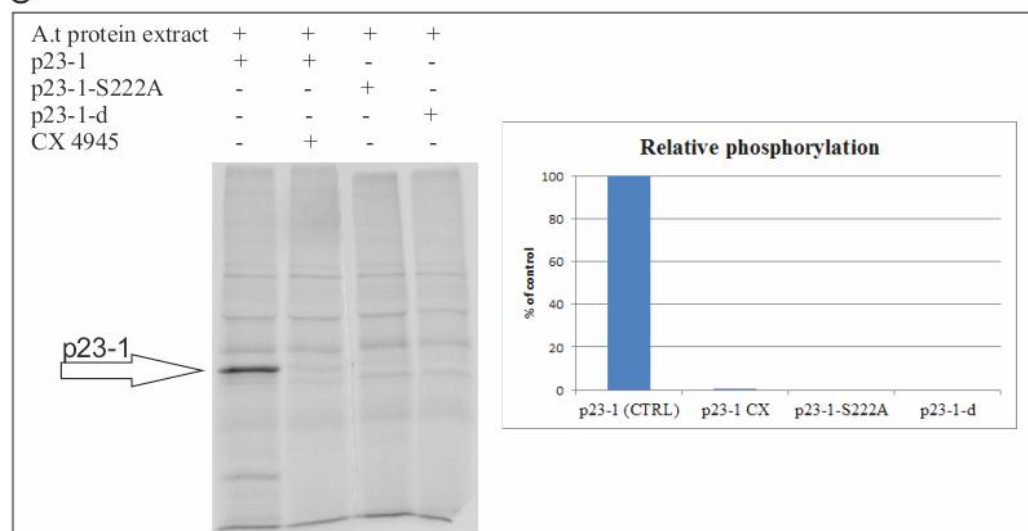 A.t protein extract + + + +
p23-1 + + - -
p23-1-S222A - - + -
p23-1-d - - - +
CX 4945 - + - -
p23-1
Relative phosphorylation
% of control
100
80
60
40
20
0
p23-1 (CTRL) p23-1 CX p23-1-S222A p23-1-d